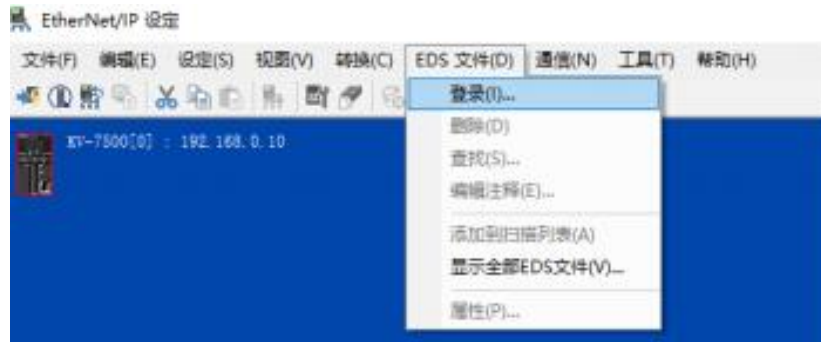 EtherNet/IP 设定
文件(F) 编辑(E) 设定(S) 视图(V) 转换(C) EDS 文件(D) 通信(N) 工具(T) 帮助(H)
登录(I)...
KV-7500[0] : 192.168.0.10
删除(D)
查找(S)...
编辑注释(E)...
添加到扫描列表(A)
显示全部EDS文件(V)...
属性(P)...